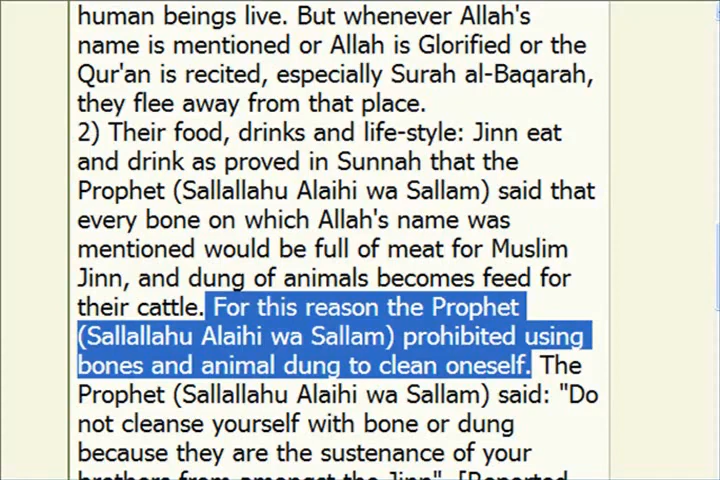 human beings live. But whenever Allah's
name is mentioned or Allah is Glorified or the
Qur'an is recited, especially Surah al-Baqarah,
they flee away from that place.
2) Their food, drinks and life-style: Jinn eat
and drink as proved in Sunnah that the
Prophet (Sallallahu Alaihi wa Sallam) said that
every bone on which Allah's name was
mentioned would be full of meat for Muslim
Jinn, and dung of animals becomes feed for
their cattle. For this reason the Prophet
(Sallallahu Alaihi wa Sallam) prohibited using
bones and animal dung to clean oneself. The
Prophet (Sallallahu Alaihi wa Sallam) said: "Do
not cleanse yourself with bone or dung
because they are the sustenance of your
brothers from amongst the Jinn". [Reported